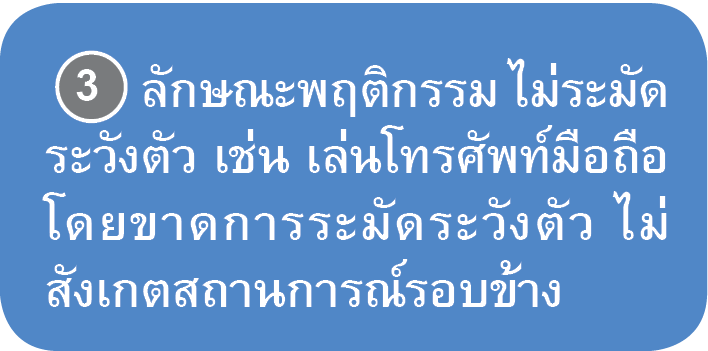 3 ลักษณะพฤติกรรม ไม่ระมัด
ระวังตัว เช่น เล่นโทรศัพท์มือถือ
โดยขาดการระมัดระวังตัว ไม่
สังเกตสถานการณ์รอบข้าง